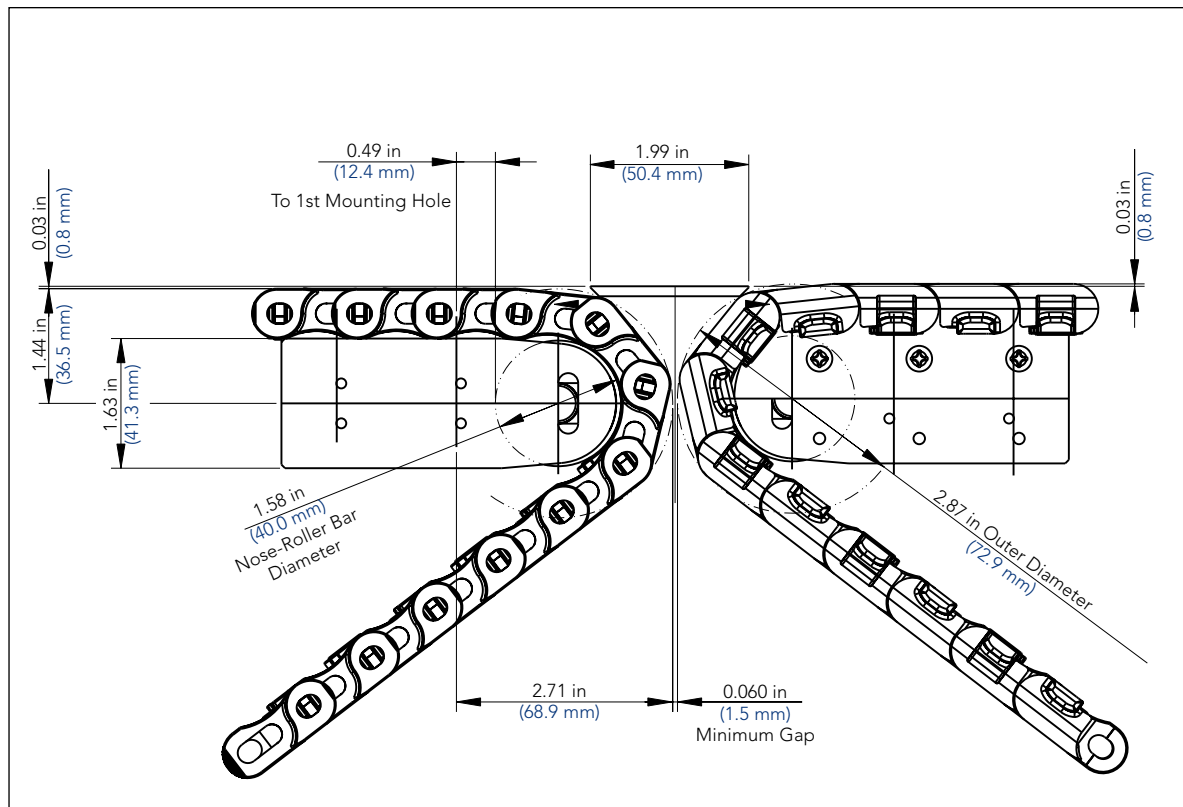 0.49 in
(12.4 mm)
To 1st Mounting Hole
1.99 in
(50.4 mm)
0.03 in
(0.8 mm)
0.03 in
(0.8 mm)
1.44 in
(36.5 mm)
1.63 in
(41.3 mm)
1.58 in
(40.0 mm)
Nose-Roller Bar
Diameter
2.87 in Outer Diameter
(72.9 mm)
2.71 in
(68.9 mm)
0.060 in
(1.5 mm)
Minimum Gap